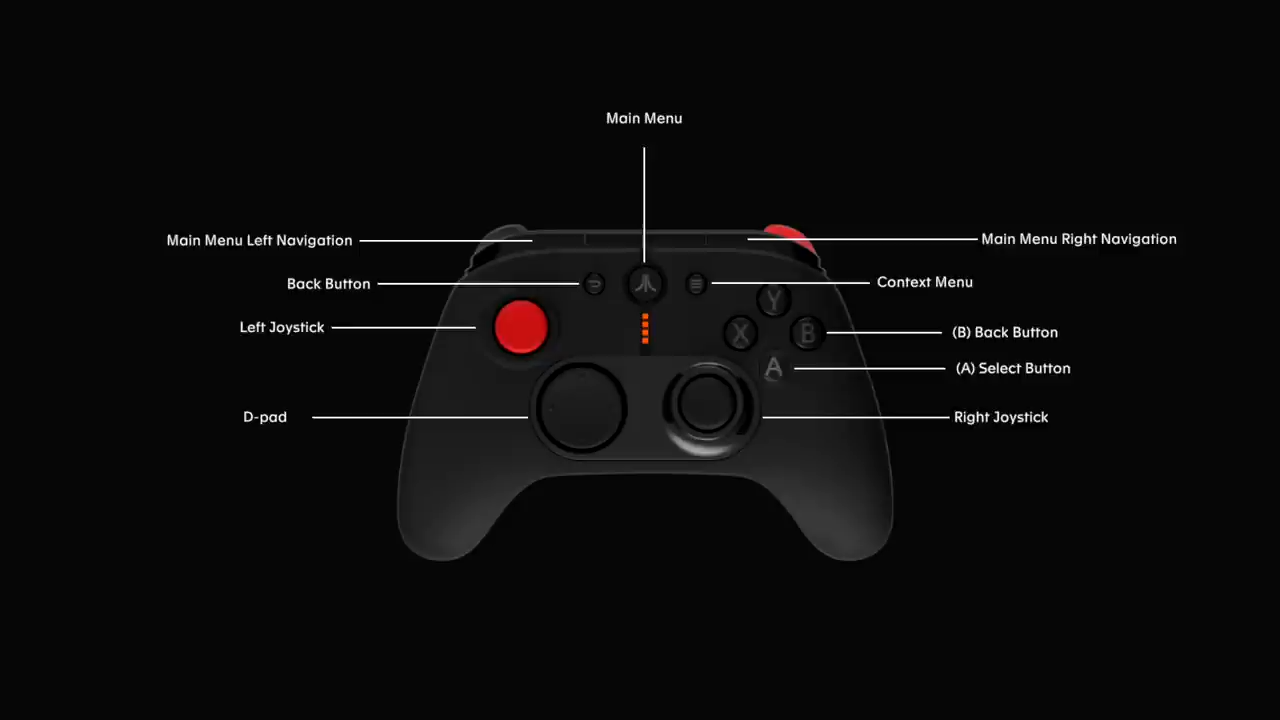 Main Menu
Main Menu Left Navigation
Main Menu Right Navigation
Back Button
Context Menu
Y
Left Joystick
X
B
(B) Back Button
A
(A) Select Button
D-pad
Right Joystick